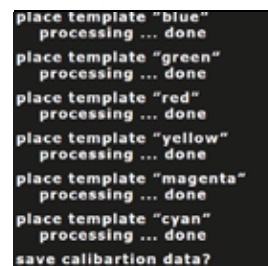 place template "blue"
processing ... done
place template "green"
processing ... done
place template "red"
processing ... done
place template "yellow"
processing ... done
place template "magenta"
processing ... done
place template "cyan"
processing ... done
save calibartion data?